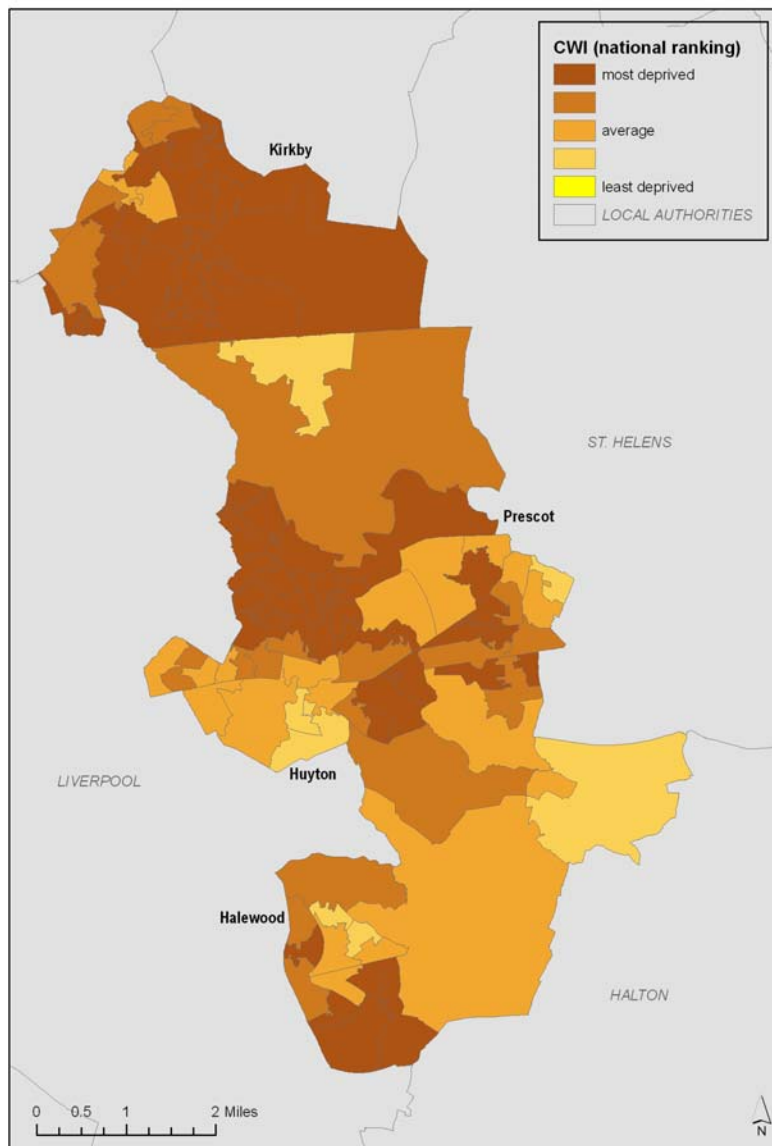 CWI (national ranking)
most deprived
average
least deprived
LOCAL AUTHORITIES
Kirkby
ST. HELENS
Prescot
LIVERPOOL
Huyton
Halewood
HALTON
0 0.5 1 2 Miles
N